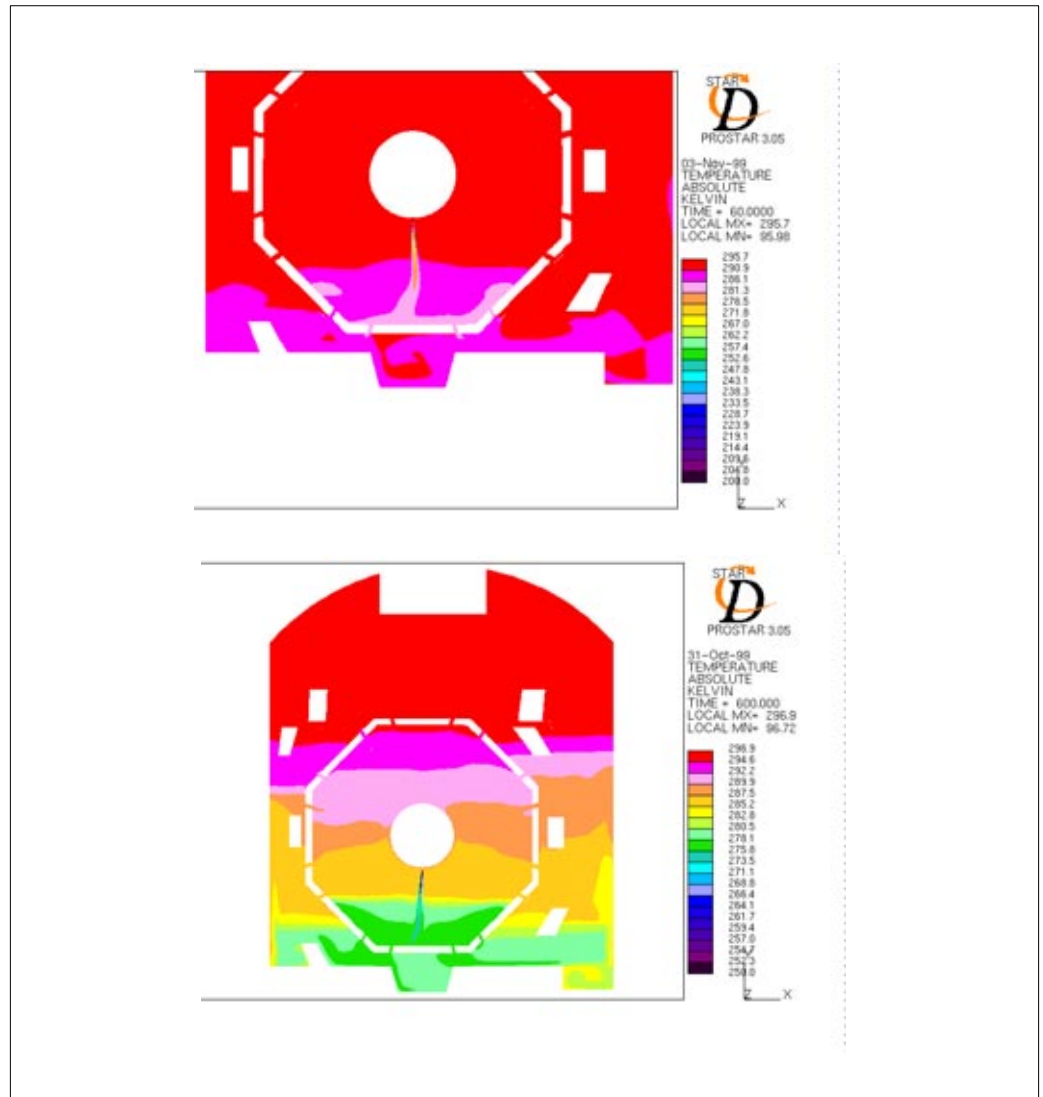 STAR
D
PROSTAR 3.05
03-Nov-99
TEMPERATURE
ABSOLUTE
KELVIN
TIME = 60.0000
LOCAL MX= 295.7
LOCAL MN= 95.98
295.7
290.9
286.1
281.3
276.5
271.8
267.0
262.2
257.4
252.6
247.8
243.1
238.3
233.5
228.7
223.9
219.1
214.4
209.6
204.8
200.0
Y
Z X
STAR
D
PROSTAR 3.05
31-Oct-99
TEMPERATURE
ABSOLUTE
KELVIN
TIME = 600.000
LOCAL MX= 296.9
LOCAL MN= 96.72
296.9
294.6
292.2
289.9
287.5
285.2
282.8
280.5
278.1
275.8
273.5
271.1
268.8
266.4
264.1
261.7
259.4
257.0
254.7
252.3
250.0
Y
Z X